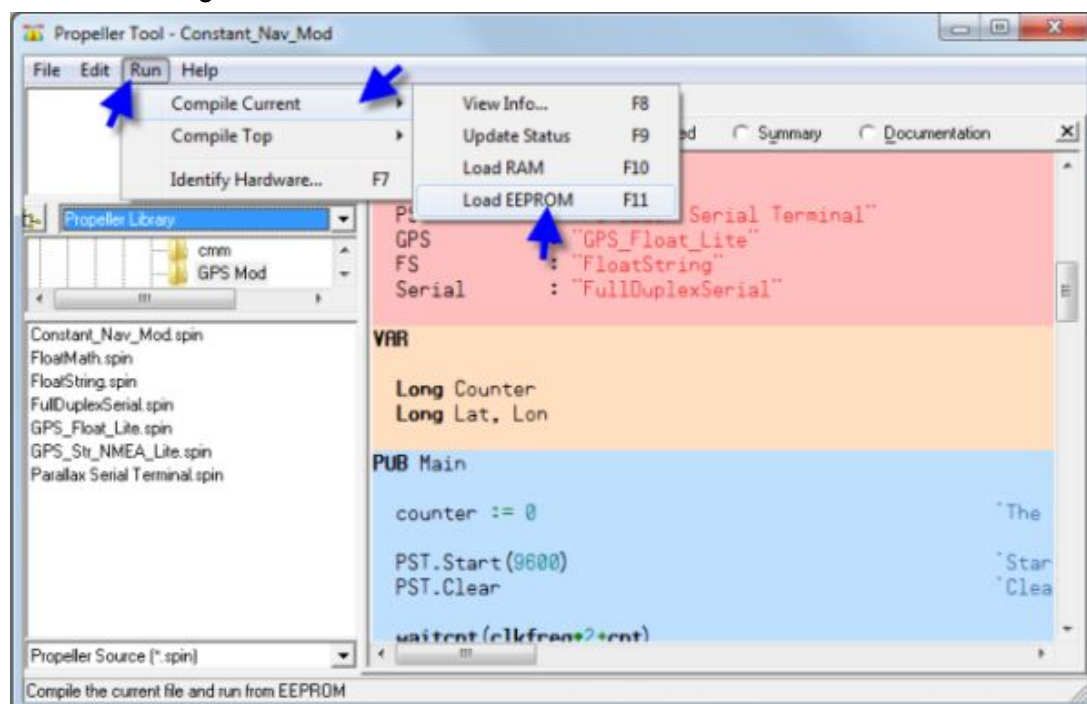 Propeller Tool - Constant_Nav_Mod
File Edit Run Help
Compile Current
Compile Top
Identify Hardware... F7
View Info... F8
Update Status F9
Load RAM F10
Load EEPROM F11
Summary Documentation
Propeller Library
cmm
GPS Mod
Constant_Nav_Mod.spin
FloatMath.spin
FloatString.spin
FullDuplexSerial.spin
GPS_Float_Lite.spin
GPS_Str_NMEA_Lite.spin
Parallax Serial Terminal.spin
Propeller Source (*.spin)
Serial Terminal"
GPS "GPS_Float_Lite"
FS : "FloatString"
Serial : "FullDuplexSerial"
VAR
Long Counter
Long Lat, Lon
PUB Main
counter := 0 'The
PST.Start(9600) 'Star
PST.Clear 'Clea
waitcnt(clkfreq*2+cnt)
Compile the current file and run from EEPROM